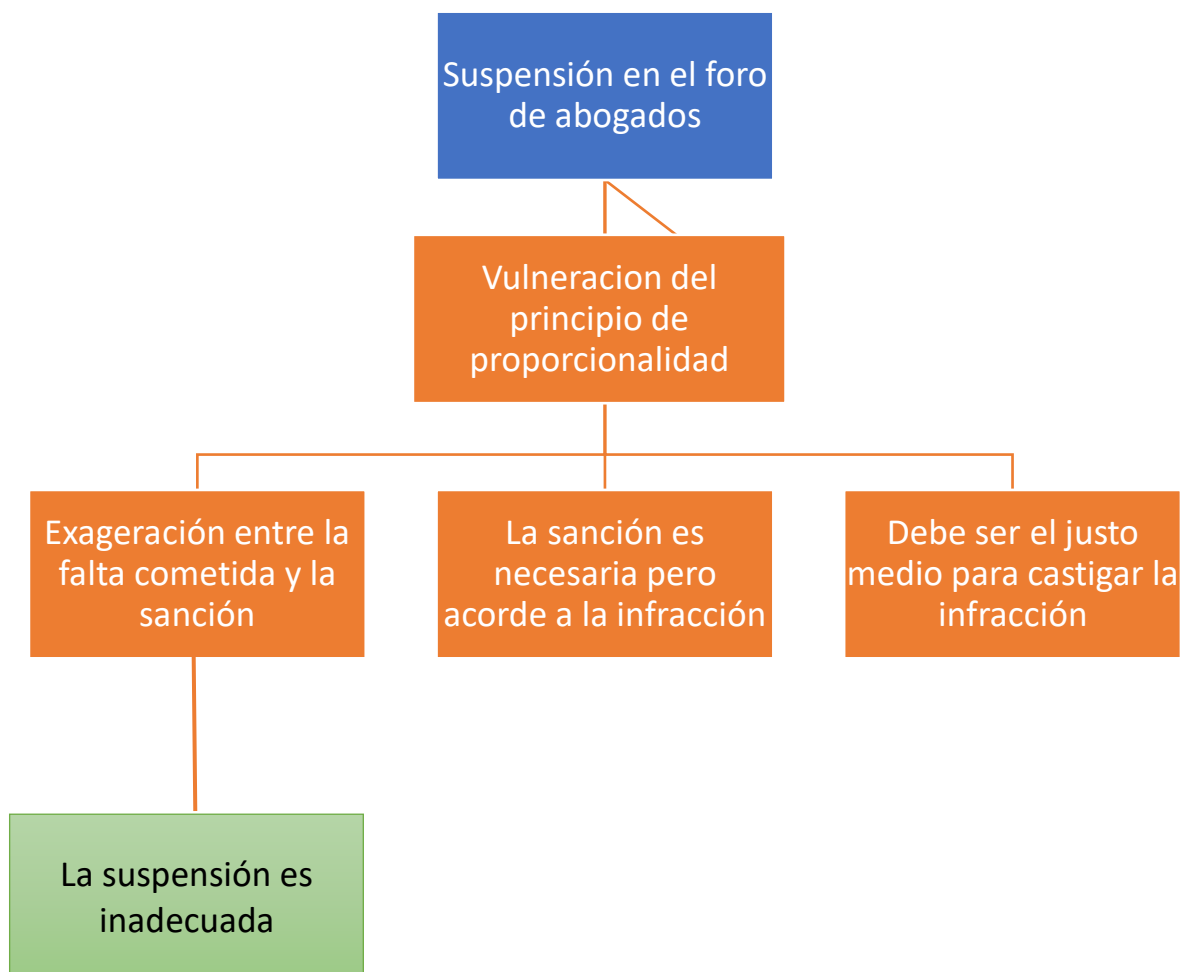 Suspensión en el foro
de abogados
Vulneracion del
principio de
proporcionalidad
Exageración entre la
falta cometida y la
sanción
La sanción es
necesaria pero
acorde a la infracción
Debe ser el justo
medio para castigar la
infracción
La suspensión es
inadecuada